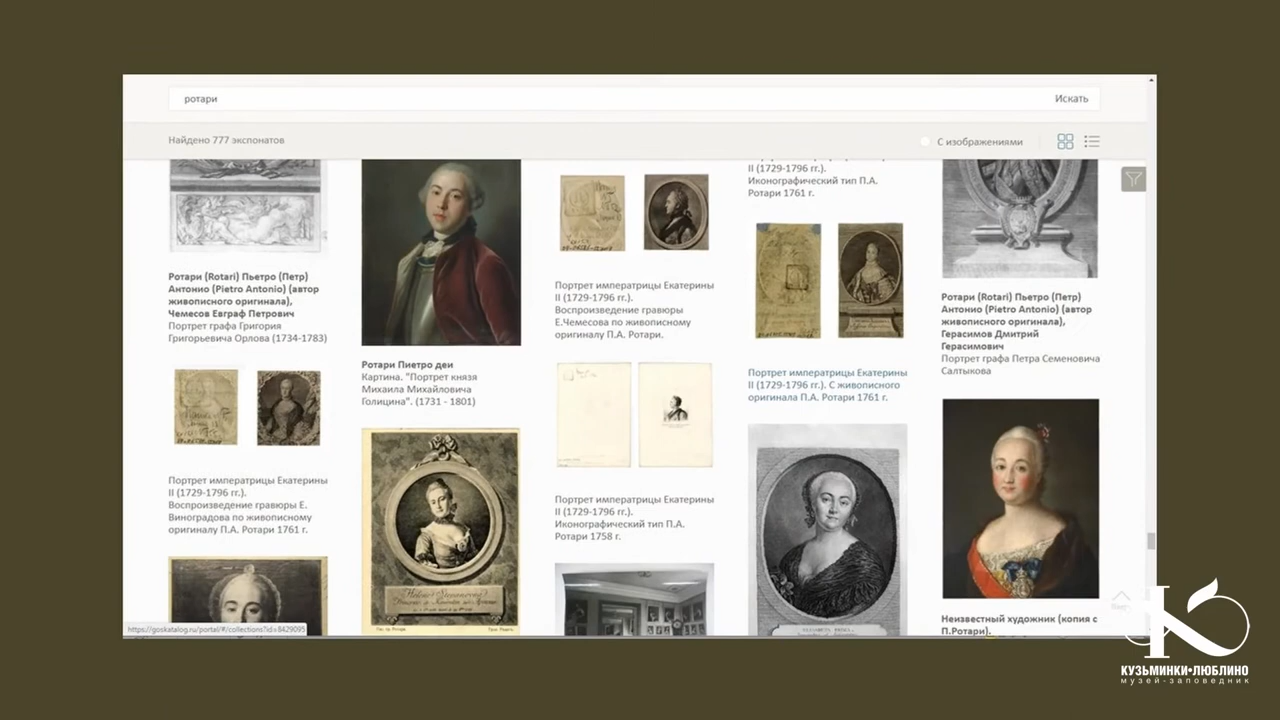 ротари
Искать
Найдено 777 экспонатов
С изображениями
Ротари (Rotari) Пьетро (Петр)
Антонио (Pietro Antonio) (автор
живописного оригинала),
Чемесов Евграф Петрович
Портрет графа Григория
Григорьевича Орлова (1734-1783)
Портрет императрицы Екатерины
II (1729-1796 гг.).
Воспроизведение гравюры Е.
Виноградова по живописному
оригиналу П.А. Ротари 1761 г.
https://goskatalog.ru/portal/#/collections?id=8429095
Ротари Пиетро деи
Картина. "Портрет князя
Михаила Михайловича
Голицина". (1731 - 1801)
Портрет императрицы Екатерины
II (1729-1796 гг.).
Воспроизведение гравюры
Е.Чемесова по живописному
оригиналу П.А. Ротари.
Портрет императрицы Екатерины
II (1729-1796 гг.).
Иконографический тип П.А.
Ротари 1758 г.
II (1729-1796 гг.).
Иконографический тип П.А.
Ротари 1761 г.
Портрет императрицы Екатерины
II (1729-1796 гг.). С живописного
оригинала П.А. Ротари 1761 г.
Ротари (Rotari) Пьетро (Петр)
Антонио (Pietro Antonio) (автор
живописного оригинала),
Герасимов Дмитрий
Герасимович
Портрет графа Петра Семеновича
Салтыкова
Неизвестный художник (копия с
П.Ротари).
К
КУЗЬМИНКИ•ЛЮБЛИНО
музей-заповедник